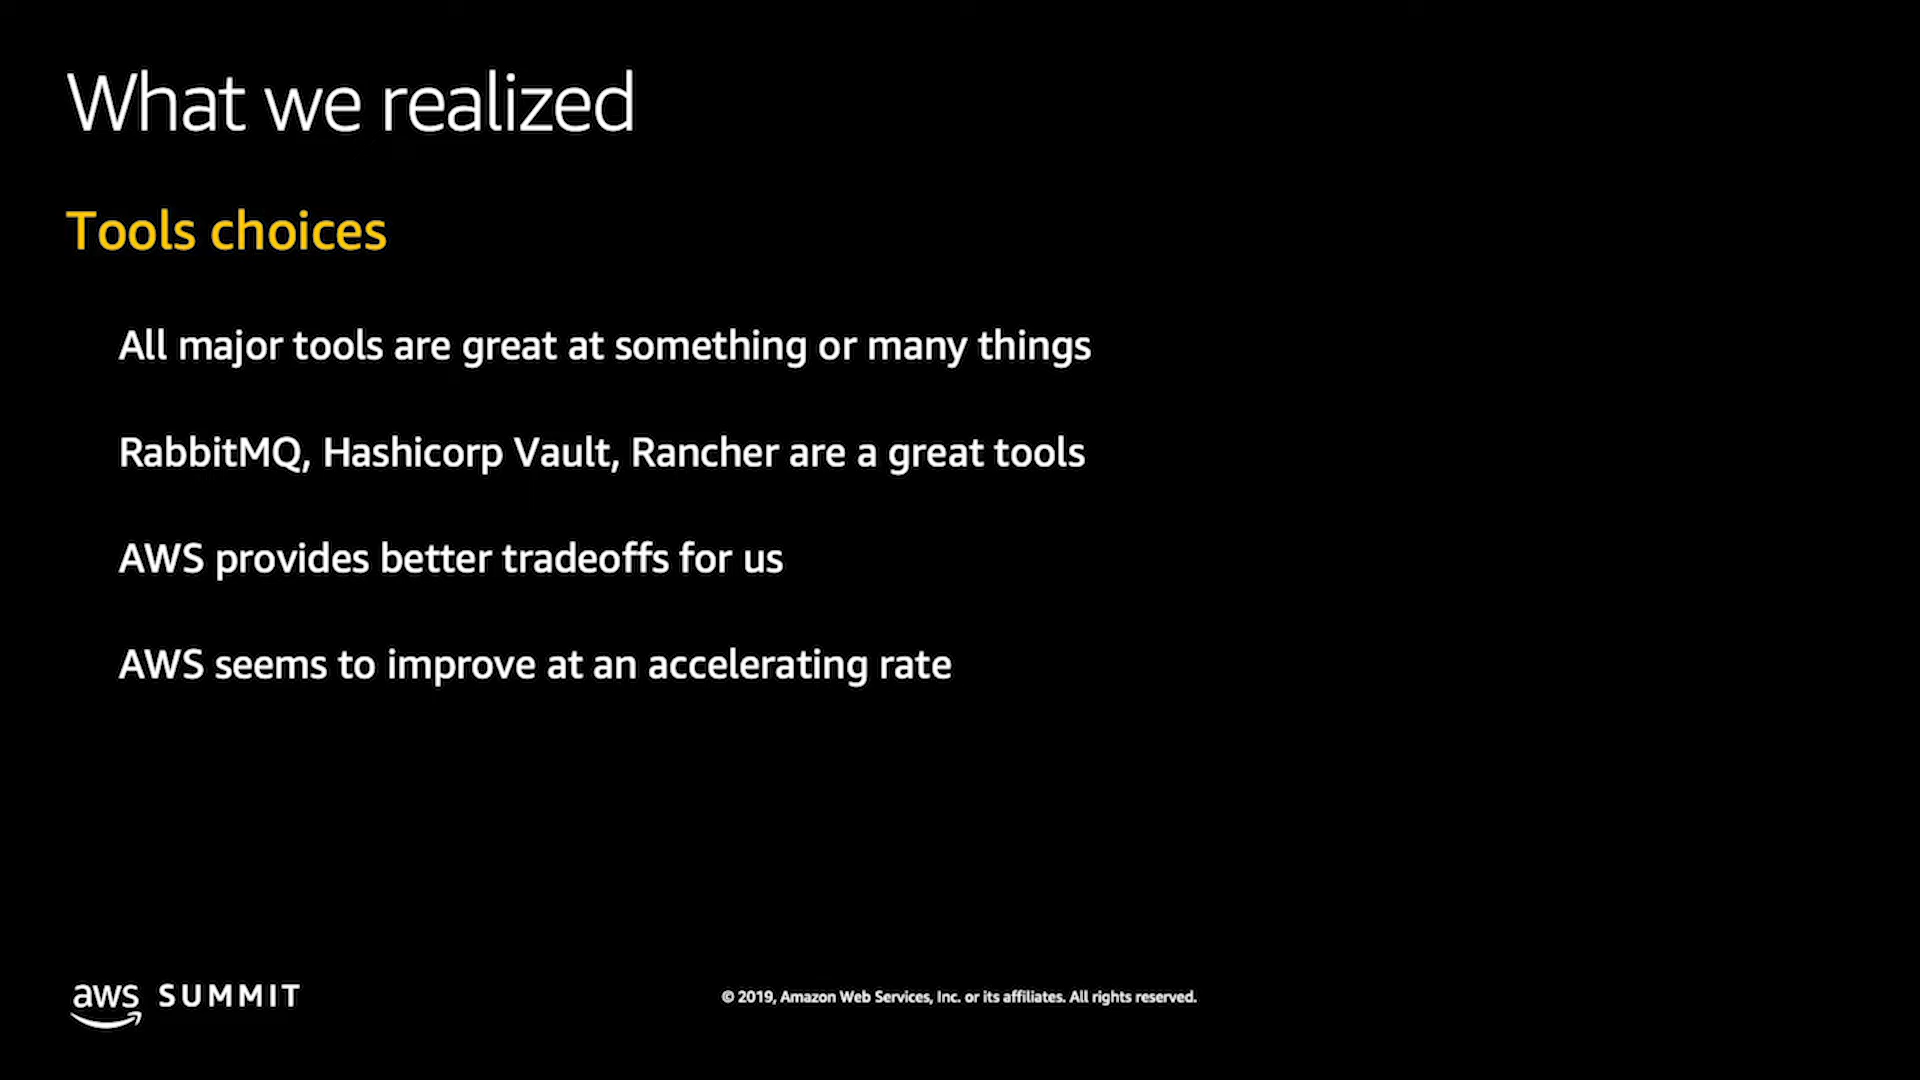 What we realized
Tools choices
All major tools are great at something or many things
RabbitMQ, Hashicorp Vault, Rancher are a great tools
AWS provides better tradeoffs for us
AWS seems to improve at an accelerating rate
aws SUMMIT
© 2019, Amazon Web Services, Inc. or its affiliates. All rights reserved.